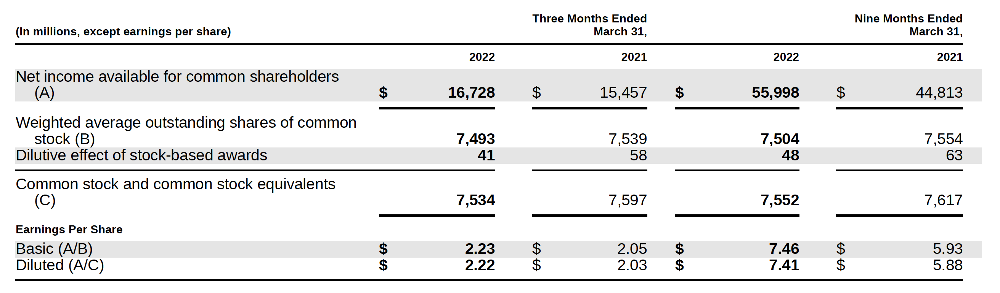 Three Months Ended Nine Months Ended
(In millions, except earnings per share) March 31, March 31,
2022 2021 2022 2021
Net income available for common shareholders
(A) $ 16,728 $ 15,457 $ 55,998 $ 44,813
Weighted average outstanding shares of common
stock (B) 7,493 7,539 7,504 7,554
Dilutive effect of stock-based awards 41 58 48 63
Common stock and common stock equivalents
(C) 7,534 7,597 7,552 7,617
Earnings Per Share
Basic (A/B) $ 2.23 $ 2.05 $ 7.46 $ 5.93
Diluted (A/C) $ 2.22 $ 2.03 $ 7.41 $ 5.88